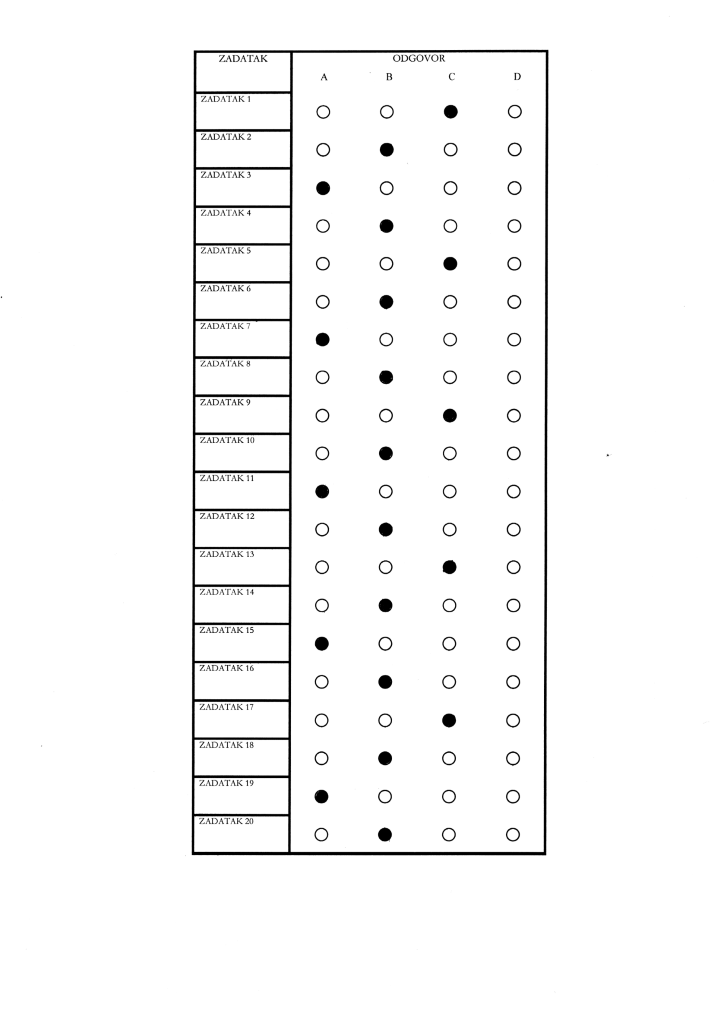 ZADATAK ODGOVOR
A B C D
ZADATAK 1
ZADATAK 2
ZADATAK 3
ZADATAK 4
ZADATAK 5
ZADATAK 6
ZADATAK 7
ZADATAK 8
ZADATAK 9
ZADATAK 10
ZADATAK 11
ZADATAK 12
ZADATAK 13
ZADATAK 14
ZADATAK 15
ZADATAK 16
ZADATAK 17
ZADATAK 18
ZADATAK 19
ZADATAK 20